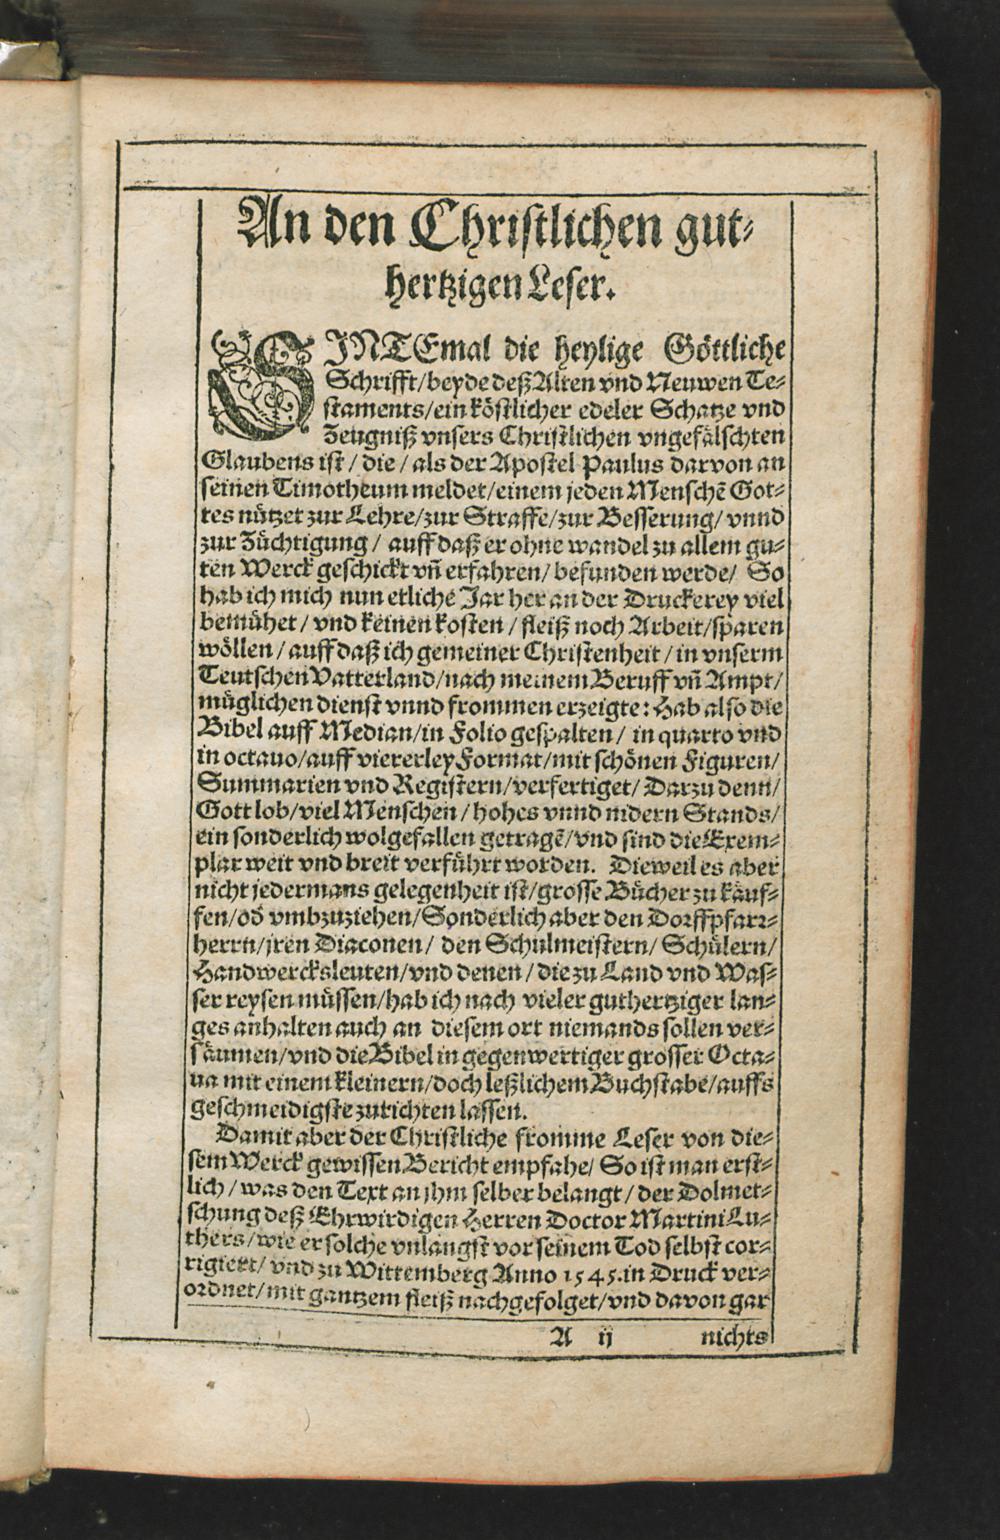 An den Christlichen gut⸗
hertzigen Leser.
SINTEmal die heylige Göttliche
Schrifft/beyde deß Alten vnd Neuwen Te⸗
staments/ein köstlicher edeler Schatze vnd
Zeugniß vnsers Christlichen vngefälschten
Glaubens ist/die/als der Apostel Paulus darvon an
seinen Timotheum meldet/einem jeden Menschẽ Got⸗
tes nützet zur Lehre/zur Straffe/zur Besserung/vnnd
zur Züchtigung/auff daß er ohne wandel zu allem gu⸗
ten Werck geschickt vñ erfahren/befunden werde/ So
hab ich mich nun etliche Jar her an der Druckerey viel
bemühet/vnd keinen kosten/fleiß noch Arbeit/sparen
wöllen/auff daß ich gemeiner Christenheit/in vnserm
Teutschen Vatterland/nach meinem Beruff vñ Ampt/
müglichen dienst vnnd frommen erzeigte: Hab also die
Bibel auff Median/in Folio gespalten/in quarto vnd
in octauo/auff viererley Format/mit schönen Figuren/
Summarien vnd Registern/verfertiget/Darzu denn/
Gott lob/viel Menschen/hohes vnnd nidern Stands/
ein sonderlich wolgefallen getragẽ/vnd sind die Exem⸗
plar weit vnd breit verführt worden. Dieweil es aber
nicht jedermans gelegenheit ist/grosse Bücher zu käuf⸗
fen/od̃ vmbzuziehen/Sonderlich aber den Dorffpfarr⸗
herrn/jren Diaconen/den Schulmeistern/Schülern/
Handwercksleuten/vnd denen/die zu Land vnd Was⸗
ser reysen müssen/hab ich nach vieler guthertziger lan⸗
ges anhalten auch an diesem ort niemands sollen ver⸗
säumen/vnd die Bibel in gegenwertiger grosser Octa⸗
ua mit einem kleinern/doch leßlichem Buchstabe/auffs
geschmeidigste zurichten lassen.
Damit aber der Christliche fromme Leser von die⸗
sem Werck gewissen Bericht empfahe/So ist man erst⸗
lich/was den Text an jhm selber belangt/der Dolmet⸗
schung deß Ehrwirdigen Herren Doctor Martini Lu⸗
thers/wie er solche vnlangst vor seinem Tod selbst cor⸗
rigiert/vnd zu Wittemberg Anno 1545. in Druck ver⸗
ordnet/mit gantzem fleiß nachgefolget/vnd davon gar
A ij nichts